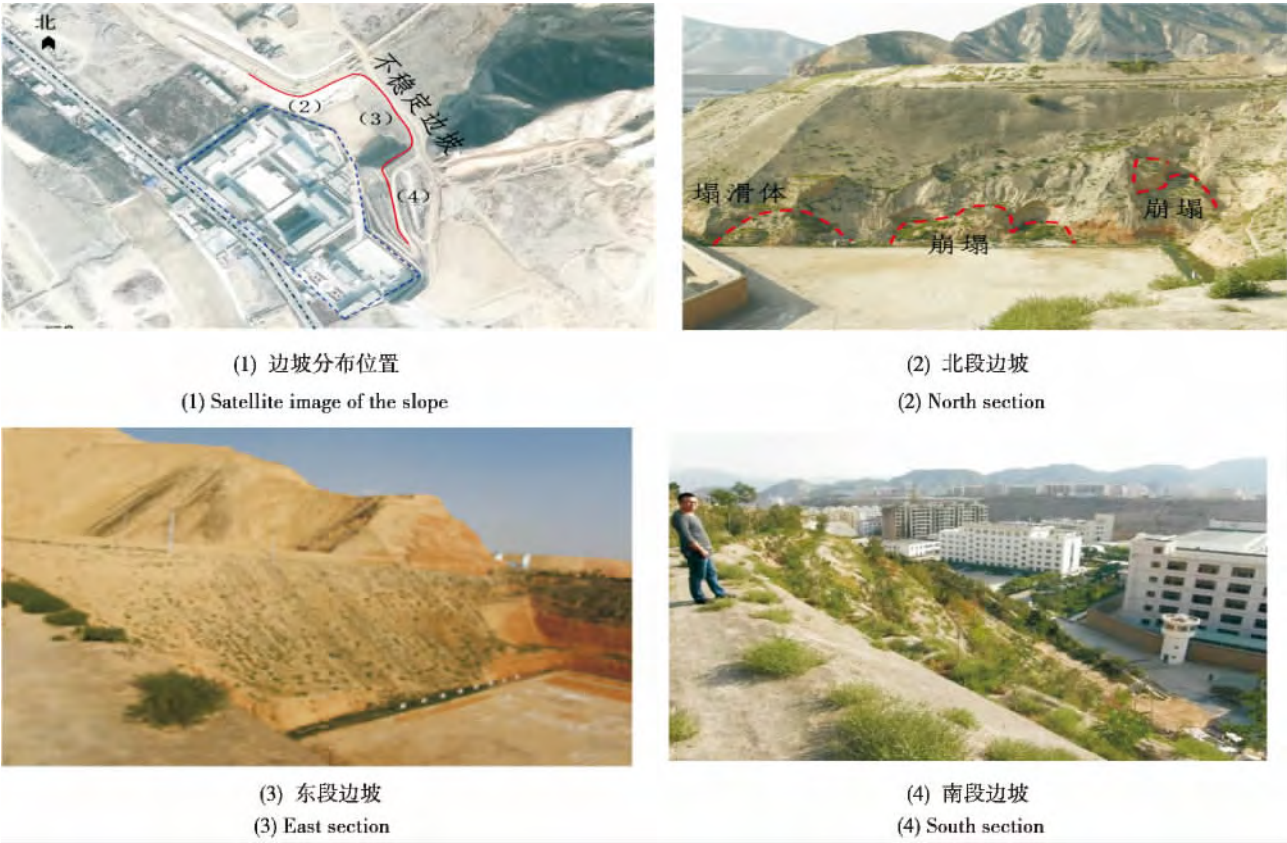 北
不稳定边坡
(2)
(3)
(4)
塌滑体
崩塌
崩塌
(1) 边坡分布位置
(1) Satellite image of the slope
(2) 北段边坡
(2) North section
(3) 东段边坡
(3) East section
(4) 南段边坡
(4) South section